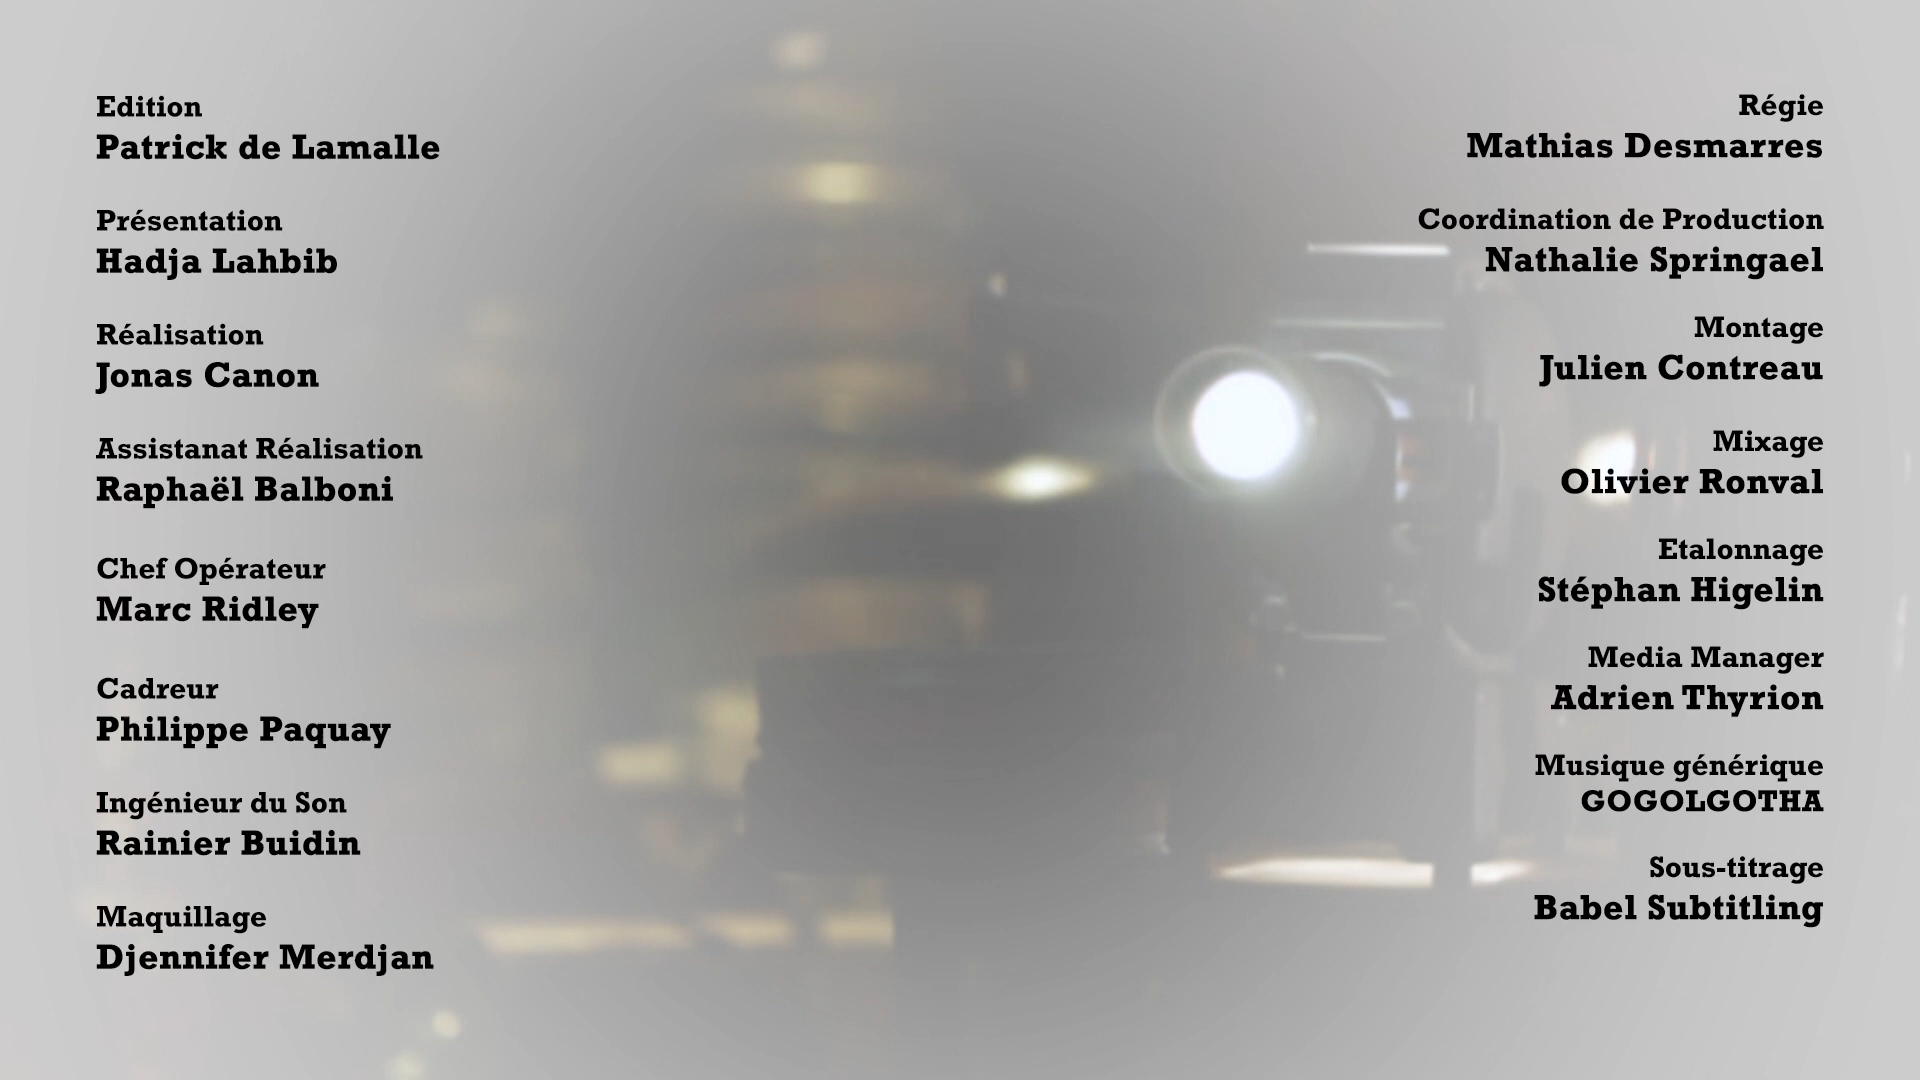 Edition
Patrick de Lamalle
Présentation
Hadja Lahbib
Réalisation
Jonas Canon
Assistanat Réalisation
Raphaël Balboni
Chef Opérateur
Marc Ridley
Cadreur
Philippe Paquay
Ingénieur du Son
Rainier Buidin
Maquillage
Djennifer Merdjan
Régie
Mathias Desmarres
Coordination de Production
Nathalie Springael
Montage
Julien Contreau
Mixage
Olivier Ronval
Etalonnage
Stéphan Higelin
Media Manager
Adrien Thyrion
Musique générique
GOGOLGOTHA
Sous-titrage
Babel Subtitling